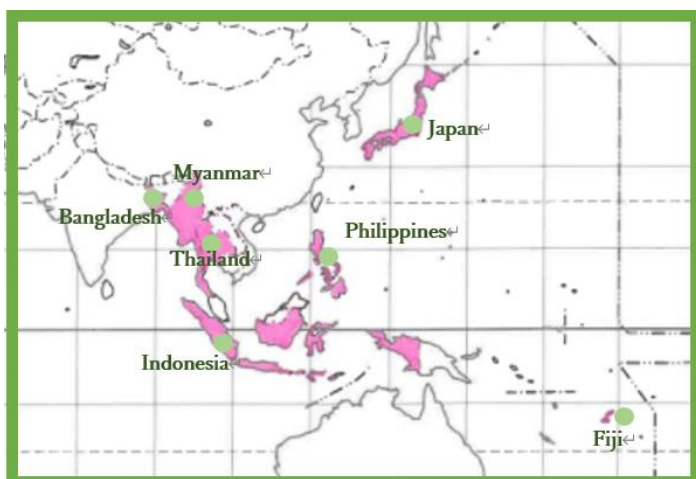 Japan↵
Myanmar↵
Bangladesh↵
Philippines↵
Thailand↵
Indonesia↵
Fiji↵